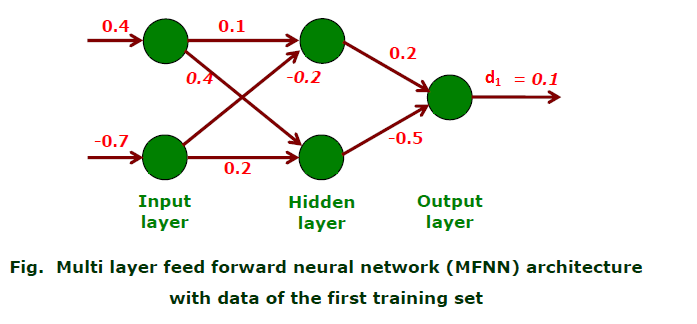 0.4
0.1
0.2
d₁ = 0.1
0.4
-0.2
-0.7
-0.5
0.2
Input
layer
Hidden
layer
Output
layer
Fig. Multi layer feed forward neural network (MFNN) architecture
with data of the first training set